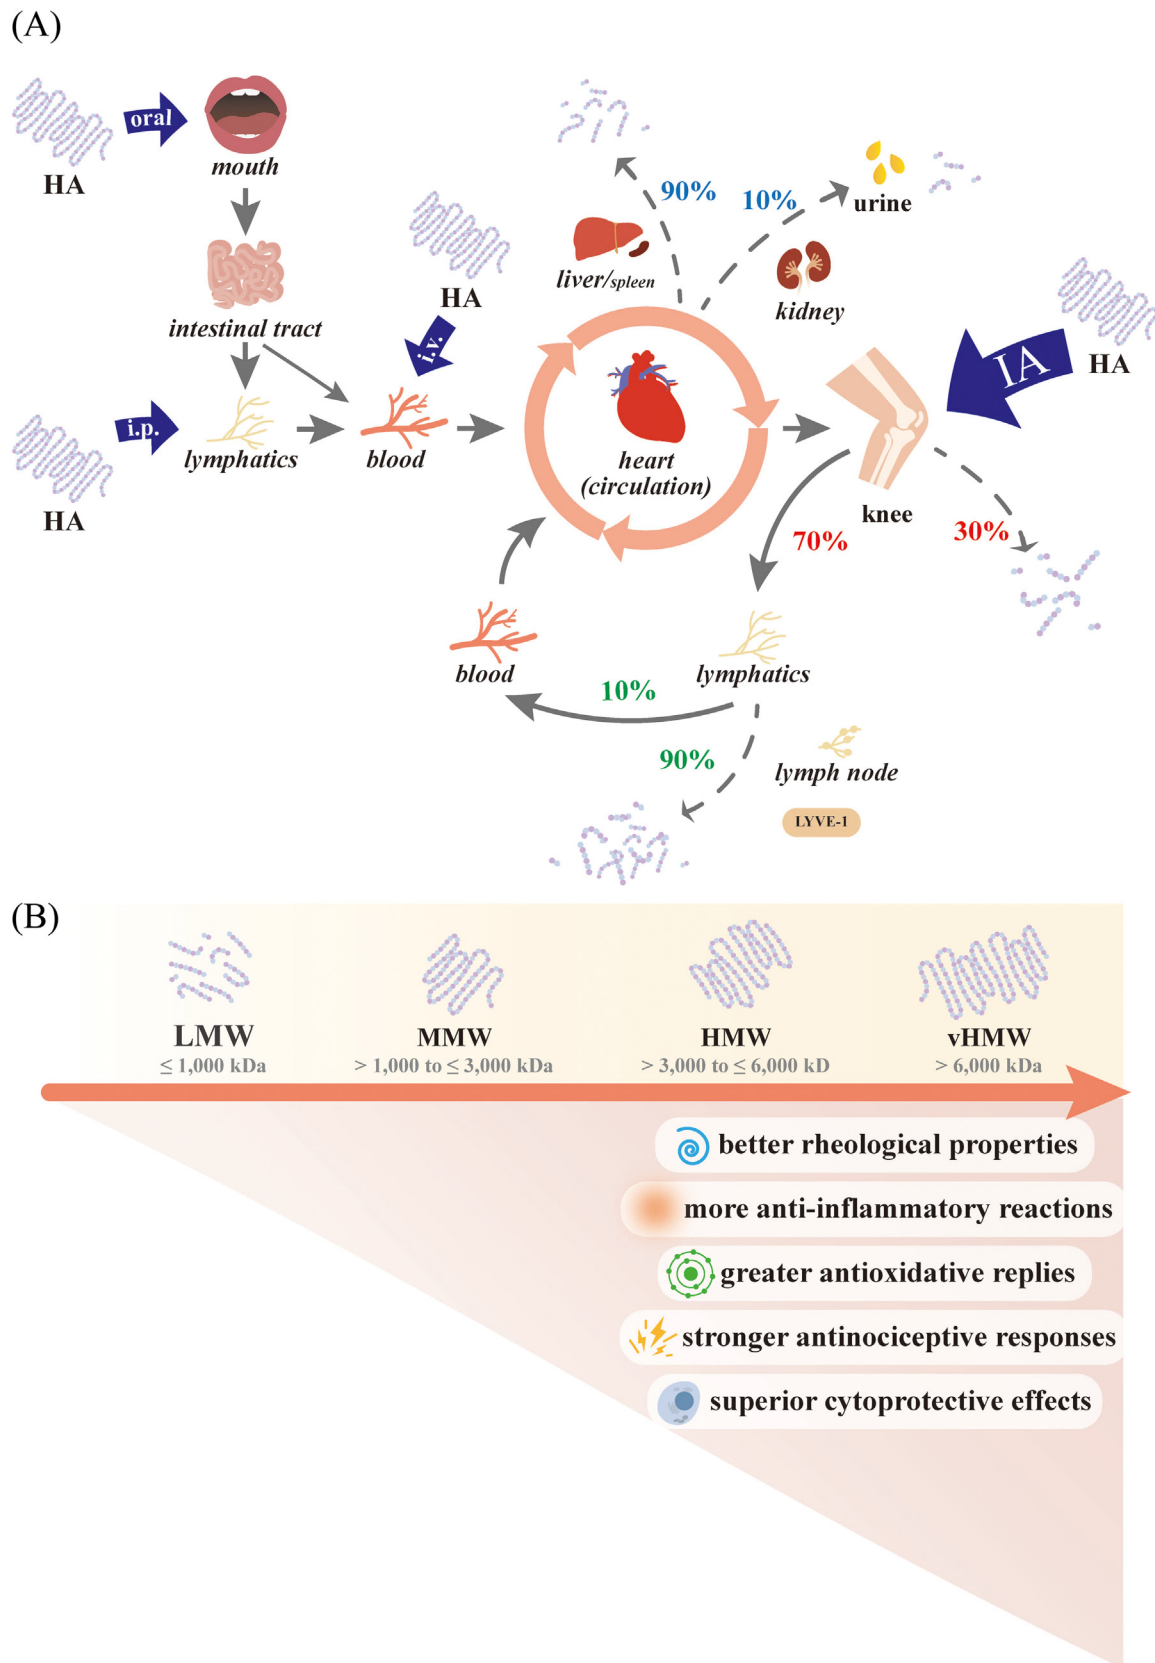 (A)
oral
mouth
HA
90%
10%
urine
liver/spleen
kidney
HA
intestinal tract
i.v.
IA
HA
i.p.
lymphatics
blood
heart
(circulation)
knee
HA
70%
30%
blood
lymphatics
10%
90%
lymph node
LYVE-1
(B)
LMW
MMW
HMW
vHMW
≤ 1,000 kDa
> 1,000 to ≤ 3,000 kDa
> 3,000 to ≤ 6,000 kD
> 6,000 kDa
better rheological properties
more anti-inflammatory reactions
greater antioxidative replies
stronger antinociceptive responses
superior cytoprotective effects